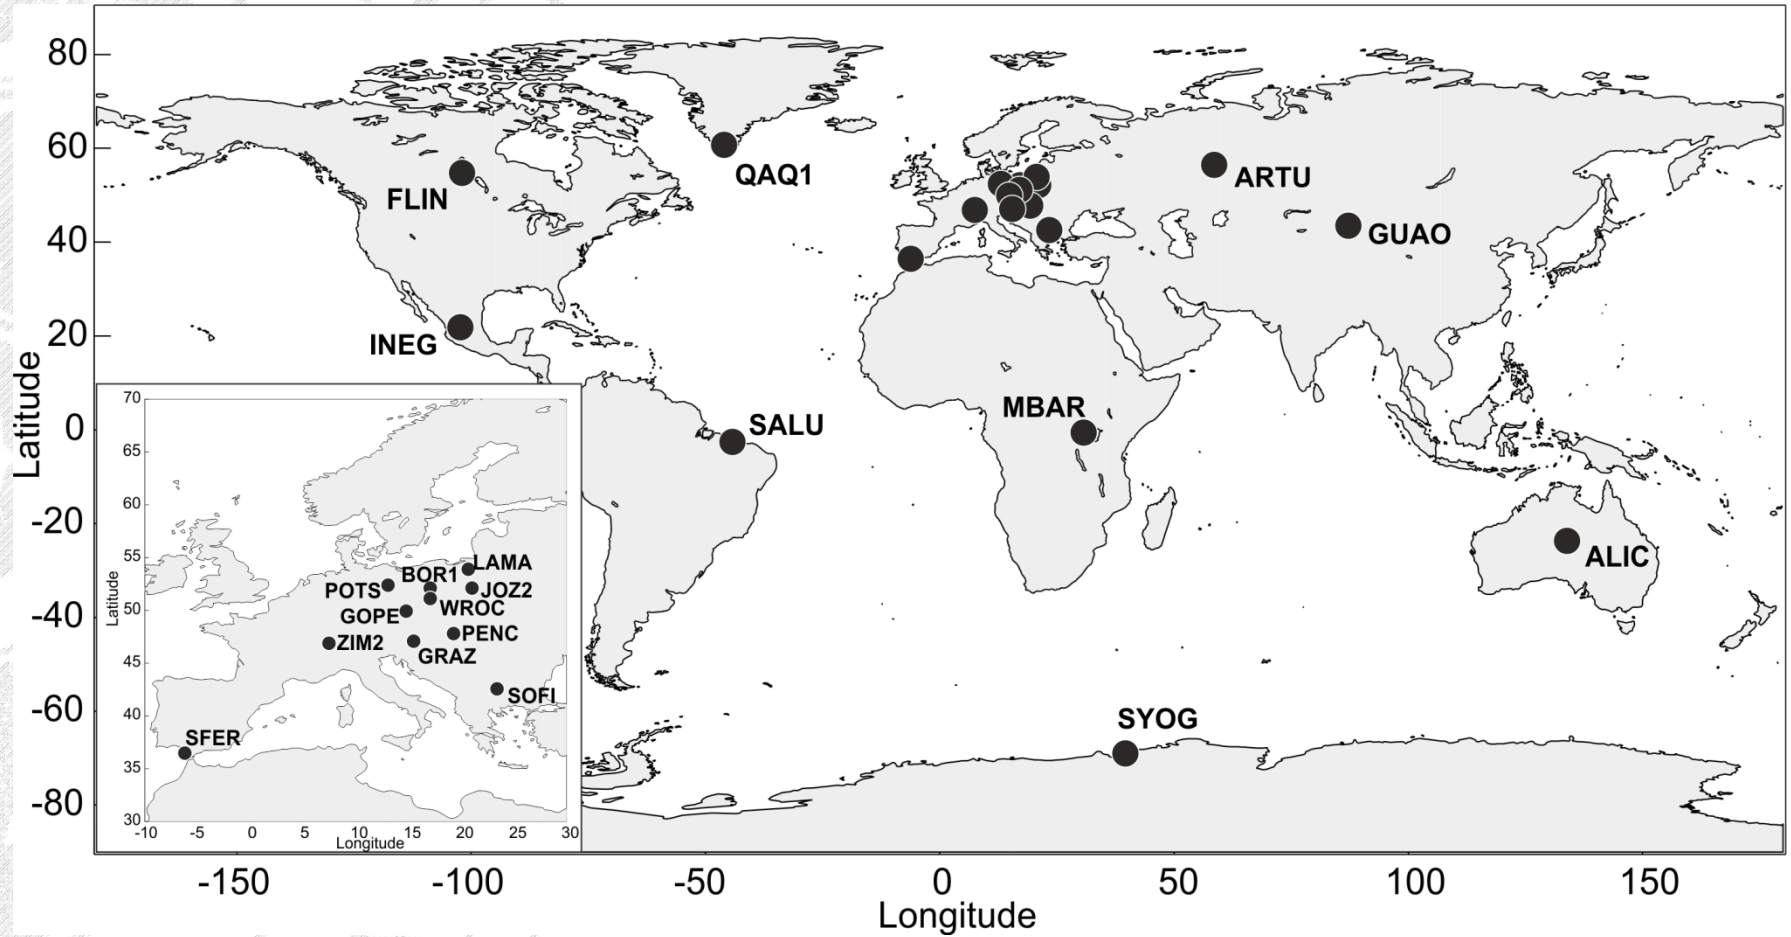 80
60
40
20
0
-20
-40
-60
-80
Latitude
QAQ1
FLIN
ARTU
GUAO
INEG
SALU
MBAR
ALIC
SYOG
70
65
60
55
50
45
40
35
30
Latitude
LAMA
BOR1
POTS
JOZ2
WROC
GOPE
PENC
ZIM2
GRAZ
SOFI
SFER
-10 -5 0 5 10 15 20 25 30
Longitude
-150 -100 -50 0 50 100 150
Longitude